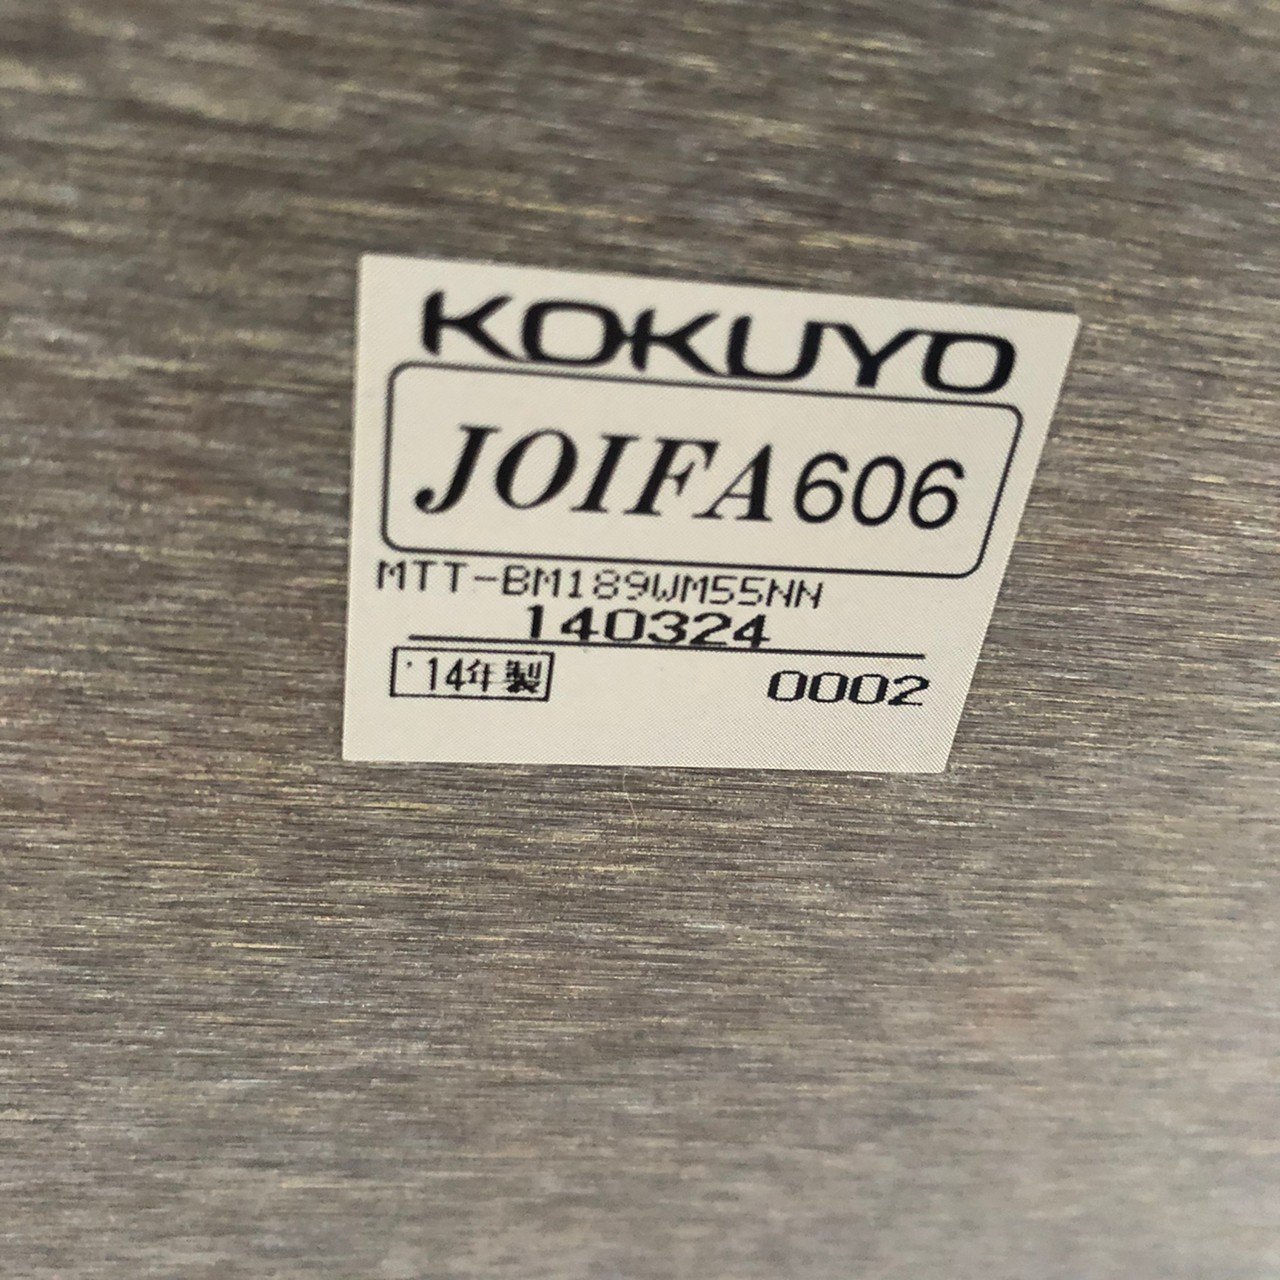 KOKUYO
JOIFA606
MTT-BM189WM55NN
140324
'14年製
0002